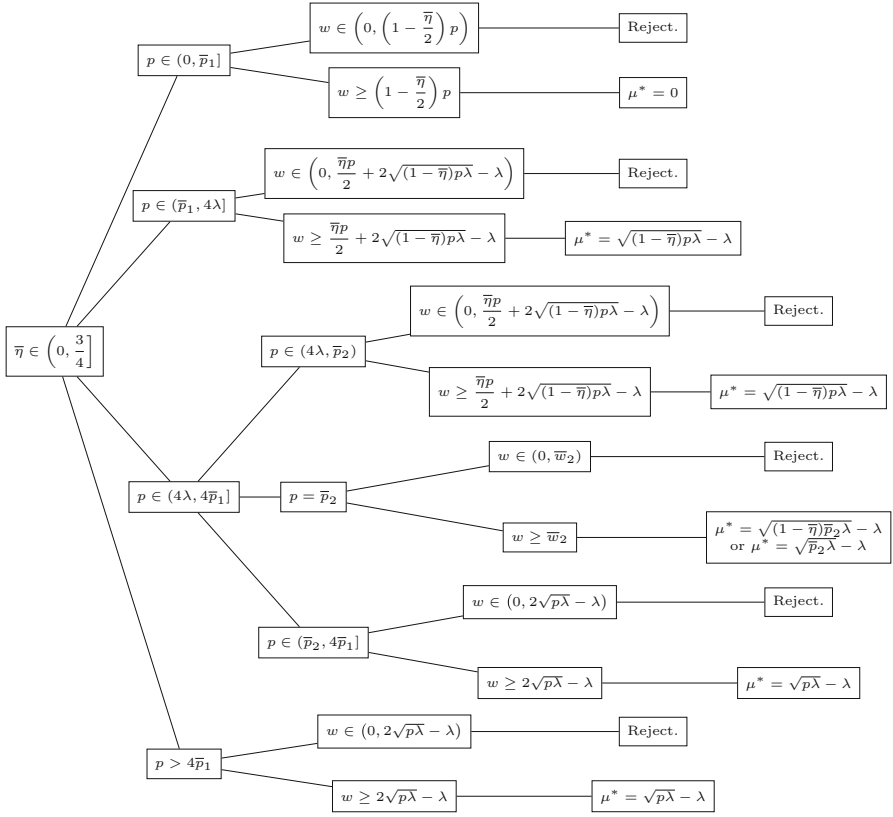 w ∈ (0, (1 − η̅/2) p)
Reject.
p ∈ (0, p̅₁]
w ≥ (1 − η̅/2) p
μ* = 0
w ∈ (0, η̅p/2 + 2√((1 − η̅)pλ) − λ)
Reject.
p ∈ (p̅₁, 4λ]
w ≥ η̅p/2 + 2√((1 − η̅)pλ) − λ
μ* = √((1 − η̅)pλ) − λ
w ∈ (0, η̅p/2 + 2√((1 − η̅)pλ) − λ)
Reject.
η̅ ∈ (0, 3/4]
p ∈ (4λ, p̅₂)
w ≥ η̅p/2 + 2√((1 − η̅)pλ) − λ
μ* = √((1 − η̅)pλ) − λ
w ∈ (0, w̅₂)
Reject.
p ∈ (4λ, 4p̅₁]
p = p̅₂
w ≥ w̅₂
μ* = √((1 − η̅)p̅₂λ) − λ
or μ* = √(p̅₂λ) − λ
w ∈ (0, 2√(pλ) − λ)
Reject.
p ∈ (p̅₂, 4p̅₁]
w ≥ 2√(pλ) − λ
μ* = √(pλ) − λ
w ∈ (0, 2√(pλ) − λ)
Reject.
p > 4p̅₁
w ≥ 2√(pλ) − λ
μ* = √(pλ) − λ